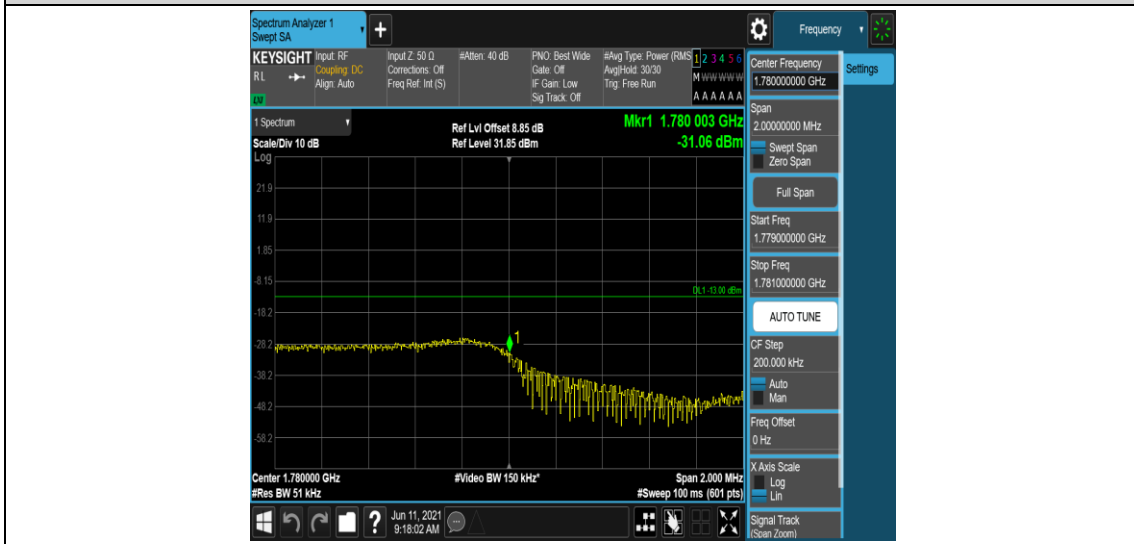 Spectrum Analyzer 1
Swept SA
+
Frequency
KEYSIGHT
RL
LXI
Input: RF
Coupling: DC
Align: Auto
Input Z: 50 Ω
Corrections: Off
Freq Ref: Int (S)
#Atten: 40 dB
PNO: Best Wide
Gate: Off
IF Gain: Low
Sig Track: Off
#Avg Type: Power (RMS
Avg|Hold: 30/30
Trig: Free Run
1 2 3 4 5 6
M W W W W W
A A A A A A
1 Spectrum
Scale/Div 10 dB
Ref Lvl Offset 8.85 dB
Ref Level 31.85 dBm
Mkr1 1.780 003 GHz
-31.06 dBm
Log
21.9
11.9
1.85
-8.15
DL1 -13.00 dBm
-18.2
-28.2
1
-38.2
-48.2
-58.2
Center 1.780000 GHz
#Video BW 150 kHz*
Span 2.000 MHz
#Res BW 51 kHz
#Sweep 100 ms (601 pts)
Center Frequency
1.780000000 GHz
Settings
Span
2.00000000 MHz
Swept Span
Zero Span
Full Span
Start Freq
1.779000000 GHz
Stop Freq
1.781000000 GHz
AUTO TUNE
CF Step
200.000 kHz
Auto
Man
Freq Offset
0 Hz
X Axis Scale
Log
Lin
Signal Track
(Span Zoom)
?
Jun 11, 2021
9:18:02 AM